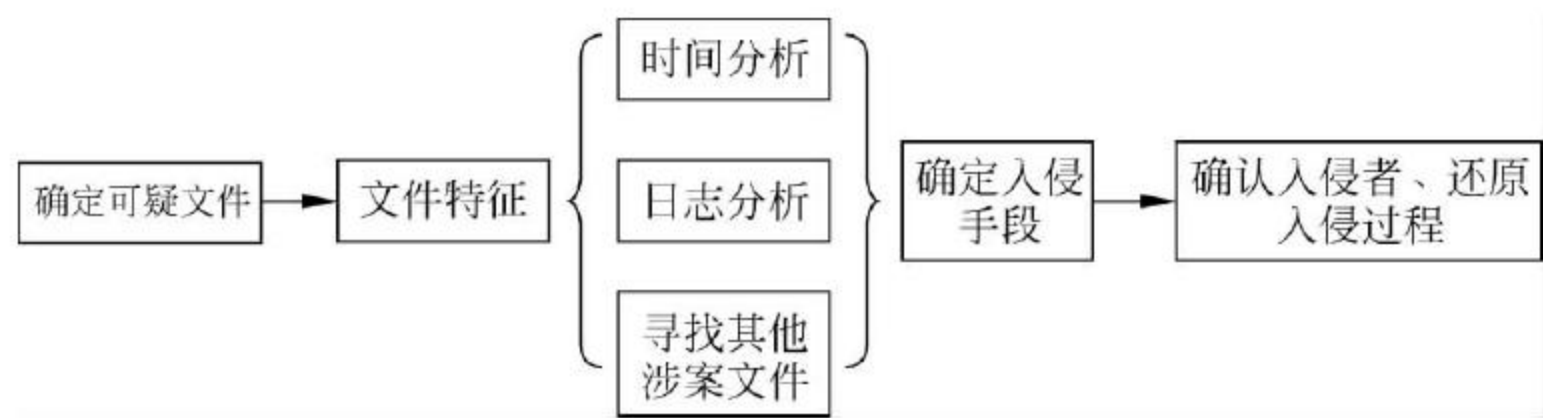 确定可疑文件
文件特征
时间分析
日志分析
寻找其他
涉案文件
确定入侵
手段
确认入侵者、还原
入侵过程